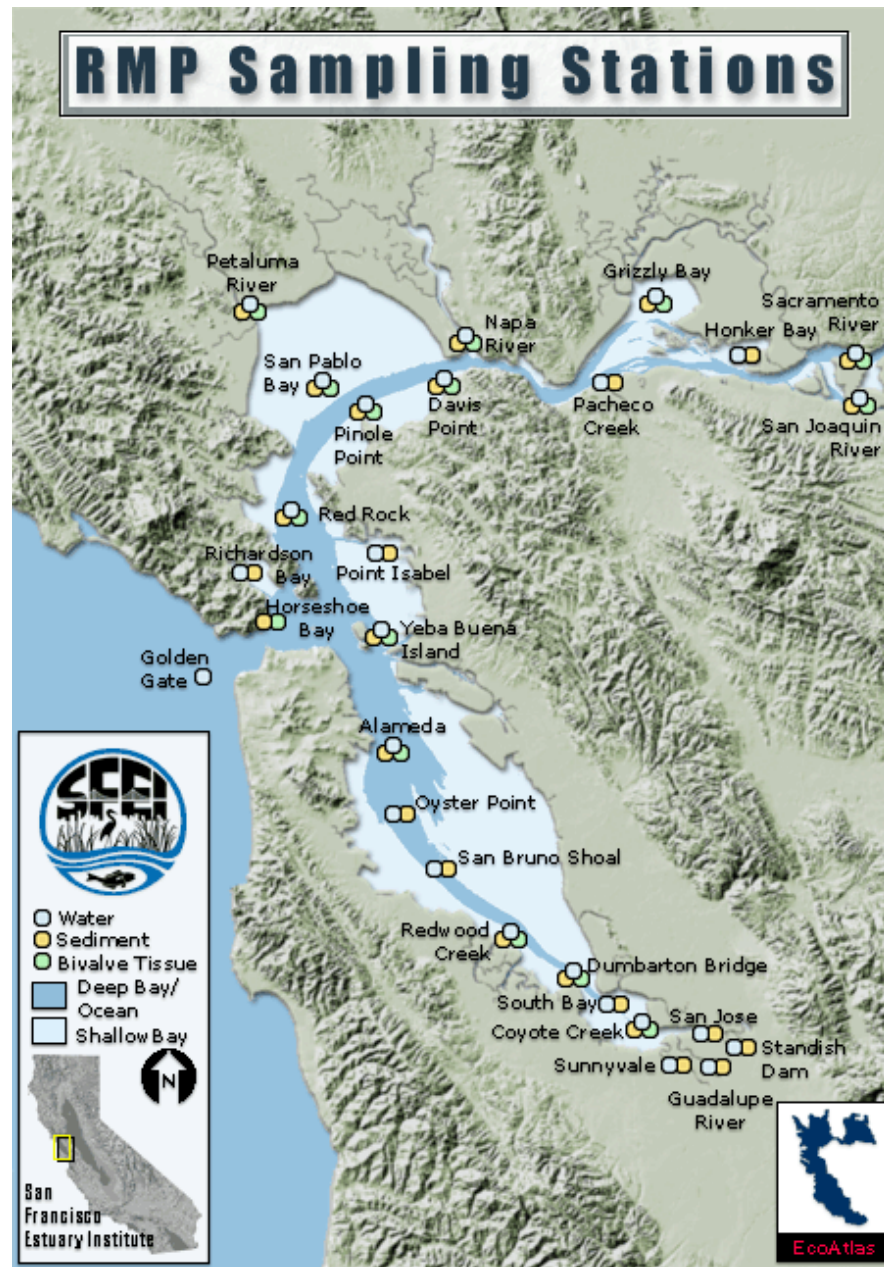 RMP Sampling Stations
Petaluma
River
Grizzly Bay
Sacramento
River
Napa
River
Honker Bay
San Pablo
Bay
Davis
Point
Pacheco
Creek
Pinole
Point
San Joaquin
River
Red Rock
Richardson
Bay
Point Isabel
Horseshoe
Bay
Yeba Buena
Island
Golden
Gate
Alameda
Oyster Point
San Bruno Shoal
Redwood
Creek
Dumbarton Bridge
South Bay
San Jose
Coyote Creek
Standish
Dam
Sunnyvale
Guadalupe
River
SFEI
Water
Sediment
Bivalve Tissue
Deep Bay/
Ocean
Shallow Bay
N
San
Francisco
Estuary Institute
EcoAtlas